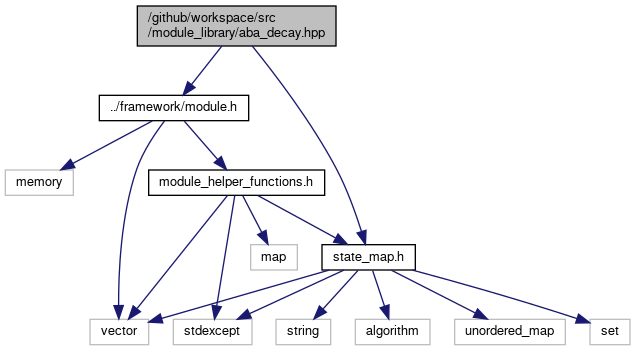 /github/workspace/src
/module_library/aba_decay.hpp
../framework/module.h
memory
module_helper_functions.h
map
state_map.h
vector
stdexcept
string
algorithm
unordered_map
set